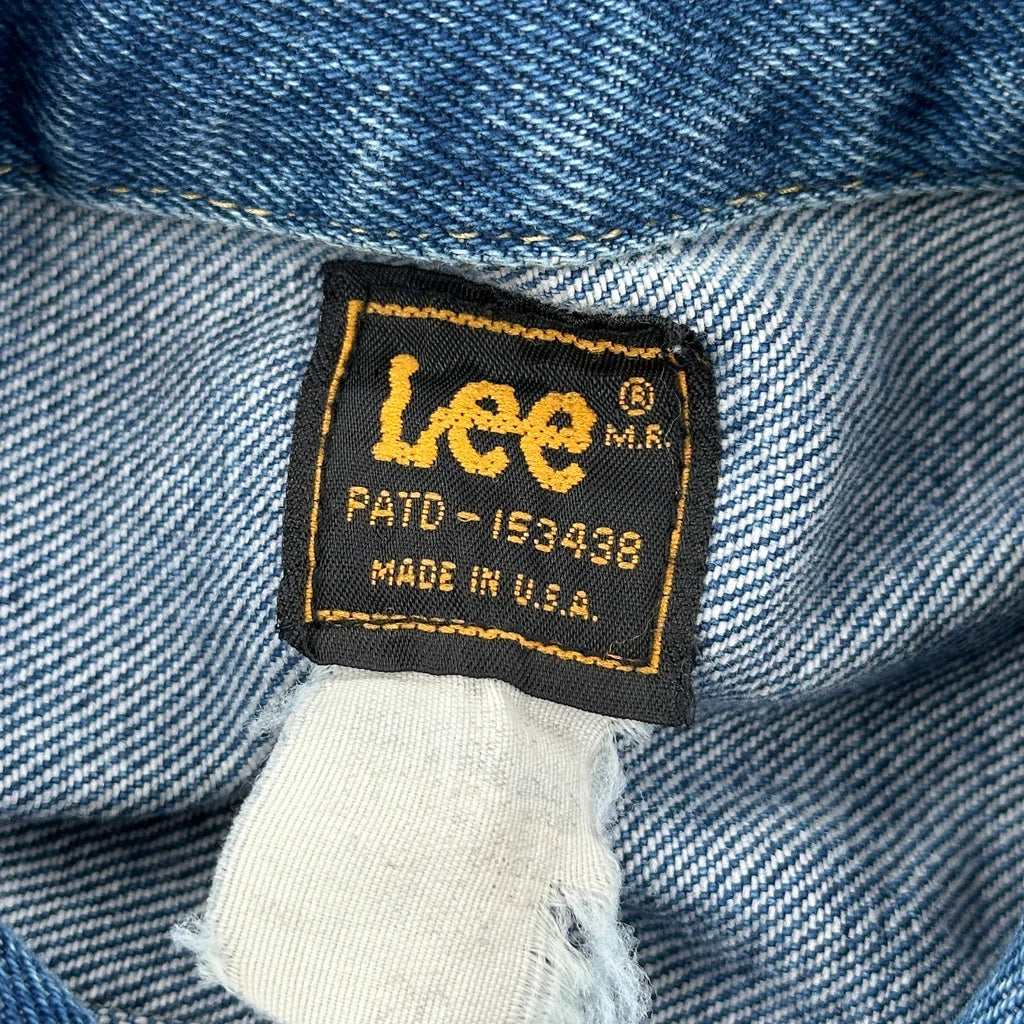 Lee ®
M.R.
PATD - 153438
MADE IN U.S.A.